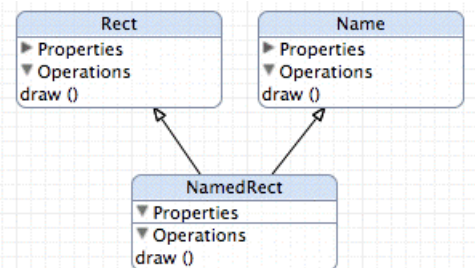 Rect
Properties
Operations
draw ()
Name
Properties
Operations
draw ()
NamedRect
Properties
Operations
draw ()